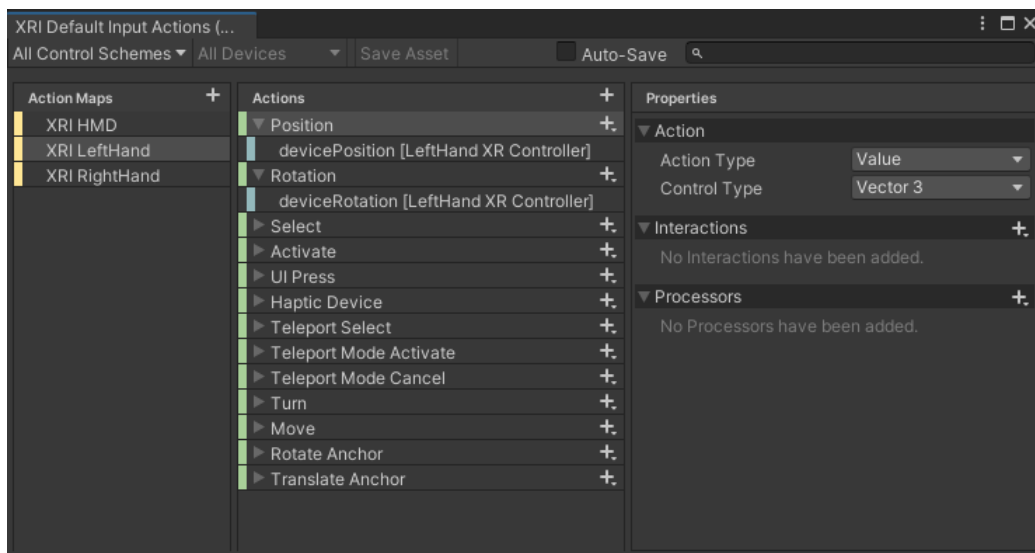 XRI Default Input Actions (...
All Control Schemes All Devices Save Asset Auto-Save
Action Maps
XRI HMD
XRI LeftHand
XRI RightHand
Actions
Position
devicePosition [LeftHand XR Controller]
Rotation
deviceRotation [LeftHand XR Controller]
Select
Activate
UI Press
Haptic Device
Teleport Select
Teleport Mode Activate
Teleport Mode Cancel
Turn
Move
Rotate Anchor
Translate Anchor
Properties
Action
Action Type Value
Control Type Vector 3
Interactions
No Interactions have been added.
Processors
No Processors have been added.